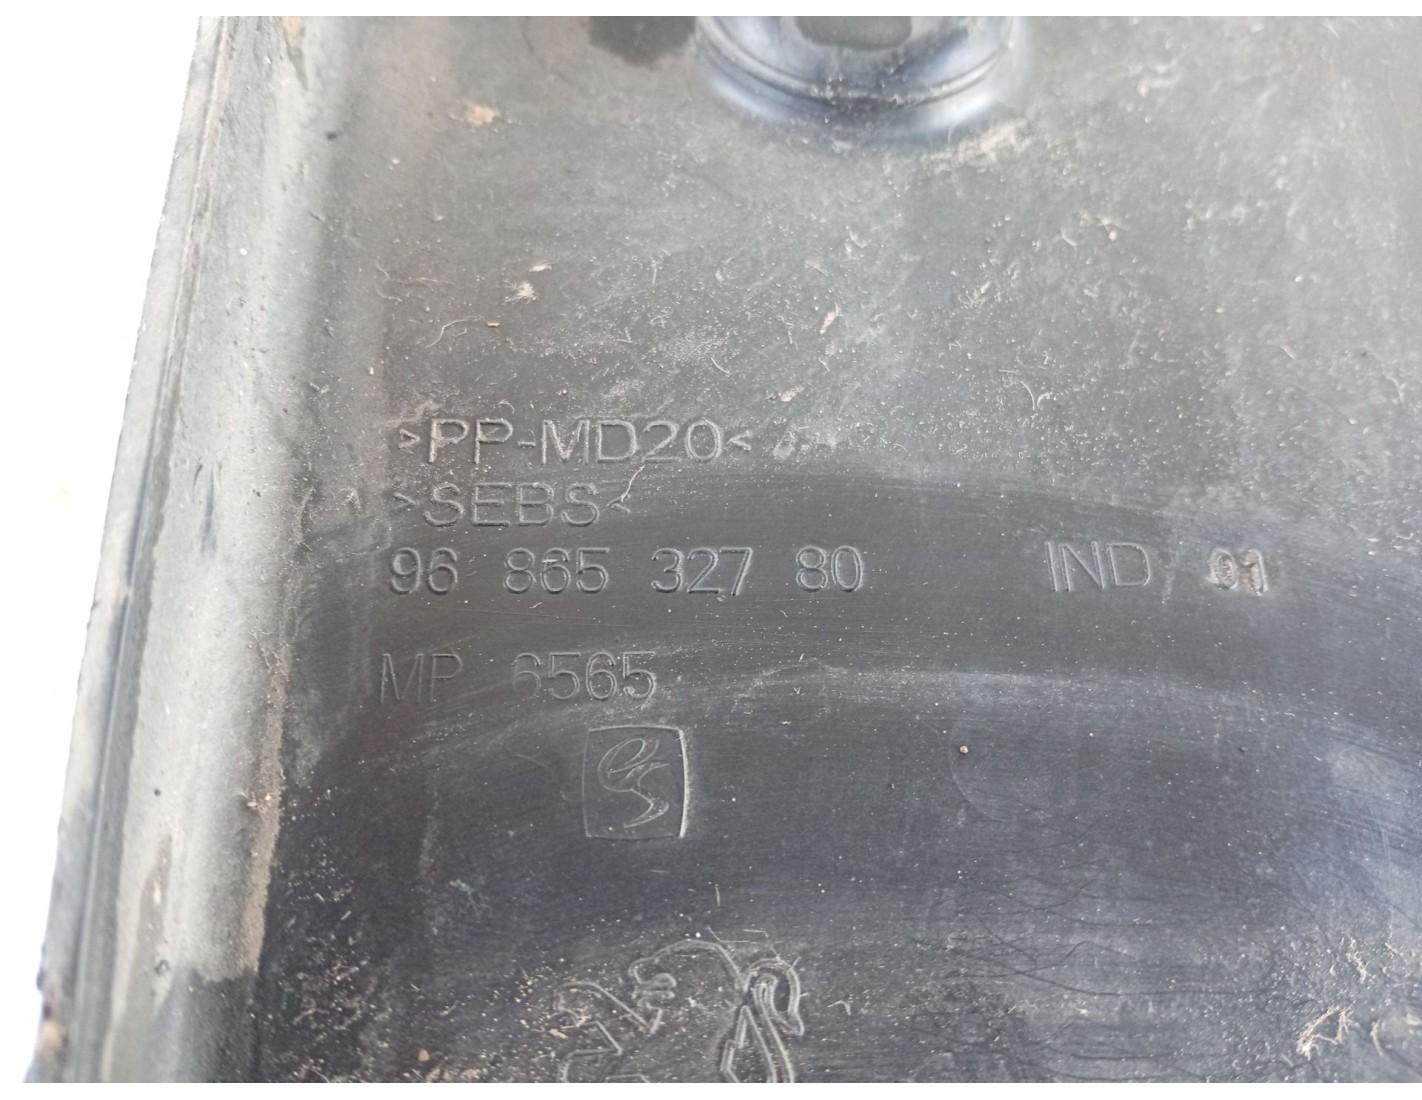 >PP-MD20<
>SEBS<
96 865 327 80 IND 01
MP 6565